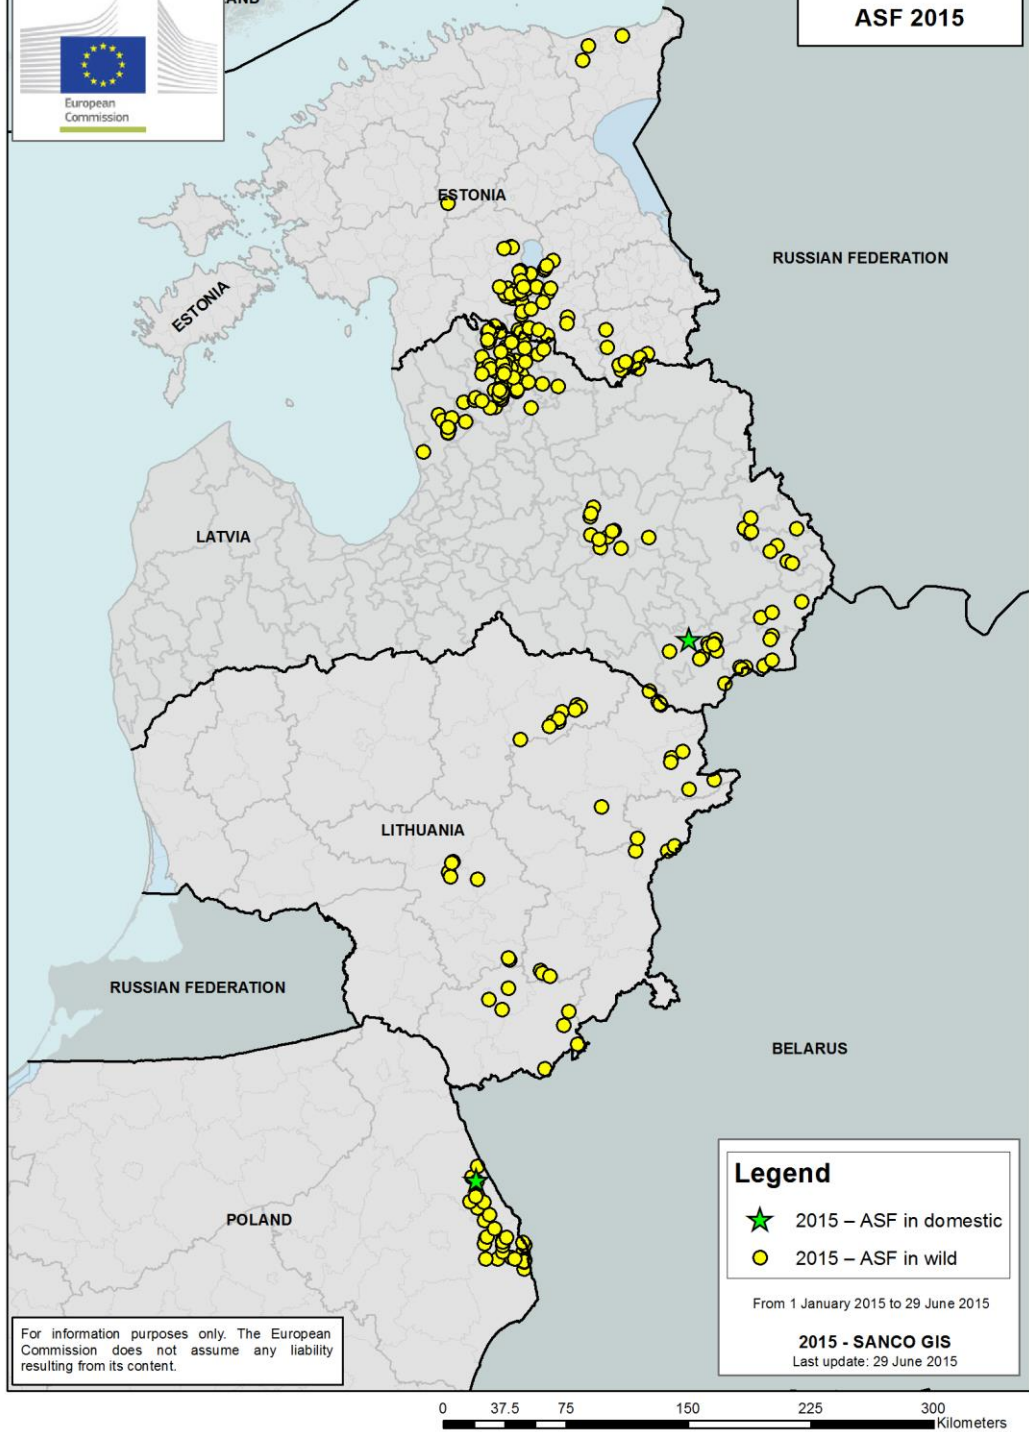 LAND
ASF 2015
European
Commission
ESTONIA
RUSSIAN FEDERATION
ESTONIA
LATVIA
LITHUANIA
RUSSIAN FEDERATION
BELARUS
POLAND
Legend
2015 – ASF in domestic
2015 – ASF in wild
From 1 January 2015 to 29 June 2015
2015 - SANCO GIS
Last update: 29 June 2015
For information purposes only. The European
Commission does not assume any liability
resulting from its content.
0 37.5 75 150 225 300
Kilometers